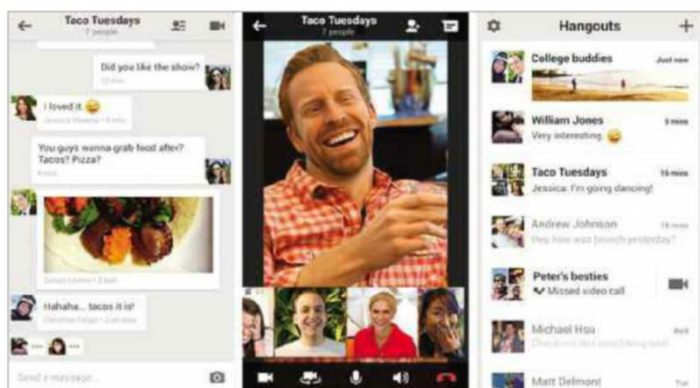 Taco Tuesdays
7 people
Did you like the show?
I loved it
You guys wanna grab food after?
Tacos? Pizza?
Hahaha... tacos it is!
Send a message...
Taco Tuesdays
7 people
Hangouts
College buddies
Just now
William Jones
5 mins
Very interesting
Taco Tuesdays
16 mins
Jessica: I'm going dancing!
Andrew Johnson
Hey, how was brunch yesterday?
Peter's besties
Missed video call
Michael Hsu
Matt Delmont